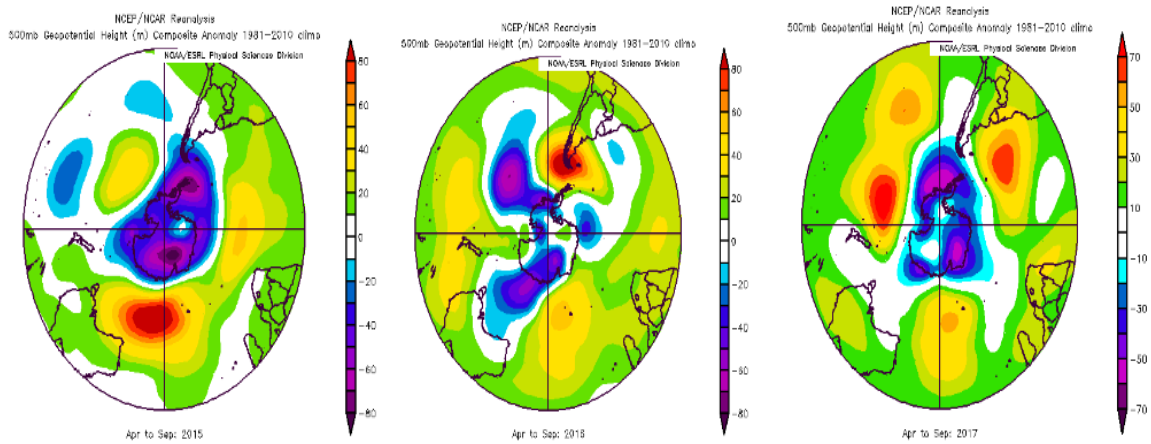 NCEP/NCAR Reanalysis
500mb Geopotential Height (m) Composite Anomaly 1981-2010 climo
NOAA/ESRL Physical Sciences Division
80
60
40
20
0
-20
-40
-60
-80
Apr to Sep: 2015
NCEP/NCAR Reanalysis
500mb Geopotential Height (m) Composite Anomaly 1981-2010 climo
NOAA/ESRL Physical Sciences Division
80
60
40
20
0
-20
-40
-60
-80
Apr to Sep: 2016
NCEP/NCAR Reanalysis
500mb Geopotential Height (m) Composite Anomaly 1981-2010 climo
NOAA/ESRL Physical Sciences Division
70
50
30
10
-10
-30
-50
-70
Apr to Sep: 2017